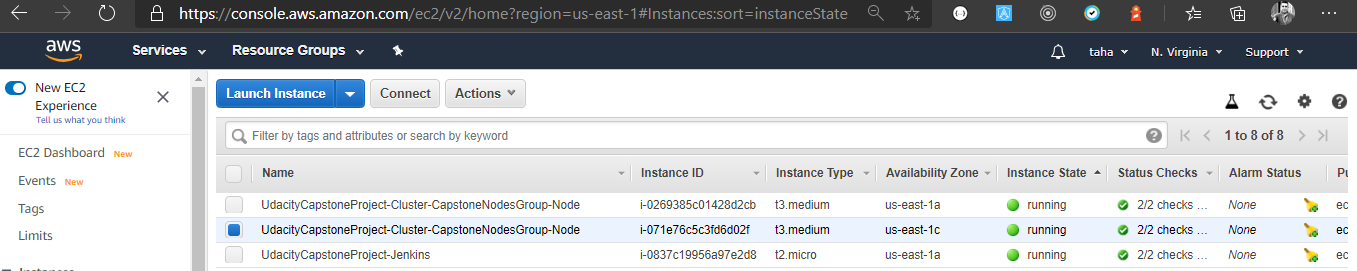 https://console.aws.amazon.com/ec2/v2/home?region=us-east-1#Instances:sort=instanceState
aws Services Resource Groups taha N. Virginia Support
New EC2
Experience
Tell us what you think
EC2 Dashboard New
Events New
Tags
Limits
Launch Instance Connect Actions
Filter by tags and attributes or search by keyword 1 to 8 of 8
Name Instance ID Instance Type Availability Zone Instance State Status Checks Alarm Status
UdacityCapstoneProject-Cluster-CapstoneNodesGroup-Node i-0269385c01428d2cb t3.medium us-east-1a running 2/2 checks ... None ec
UdacityCapstoneProject-Cluster-CapstoneNodesGroup-Node i-071e76c5c3fd6d02f t3.medium us-east-1c running 2/2 checks ... None ec
UdacityCapstoneProject-Jenkins i-0837c19956a97e2d8 t2.micro us-east-1a running 2/2 checks ... None ec